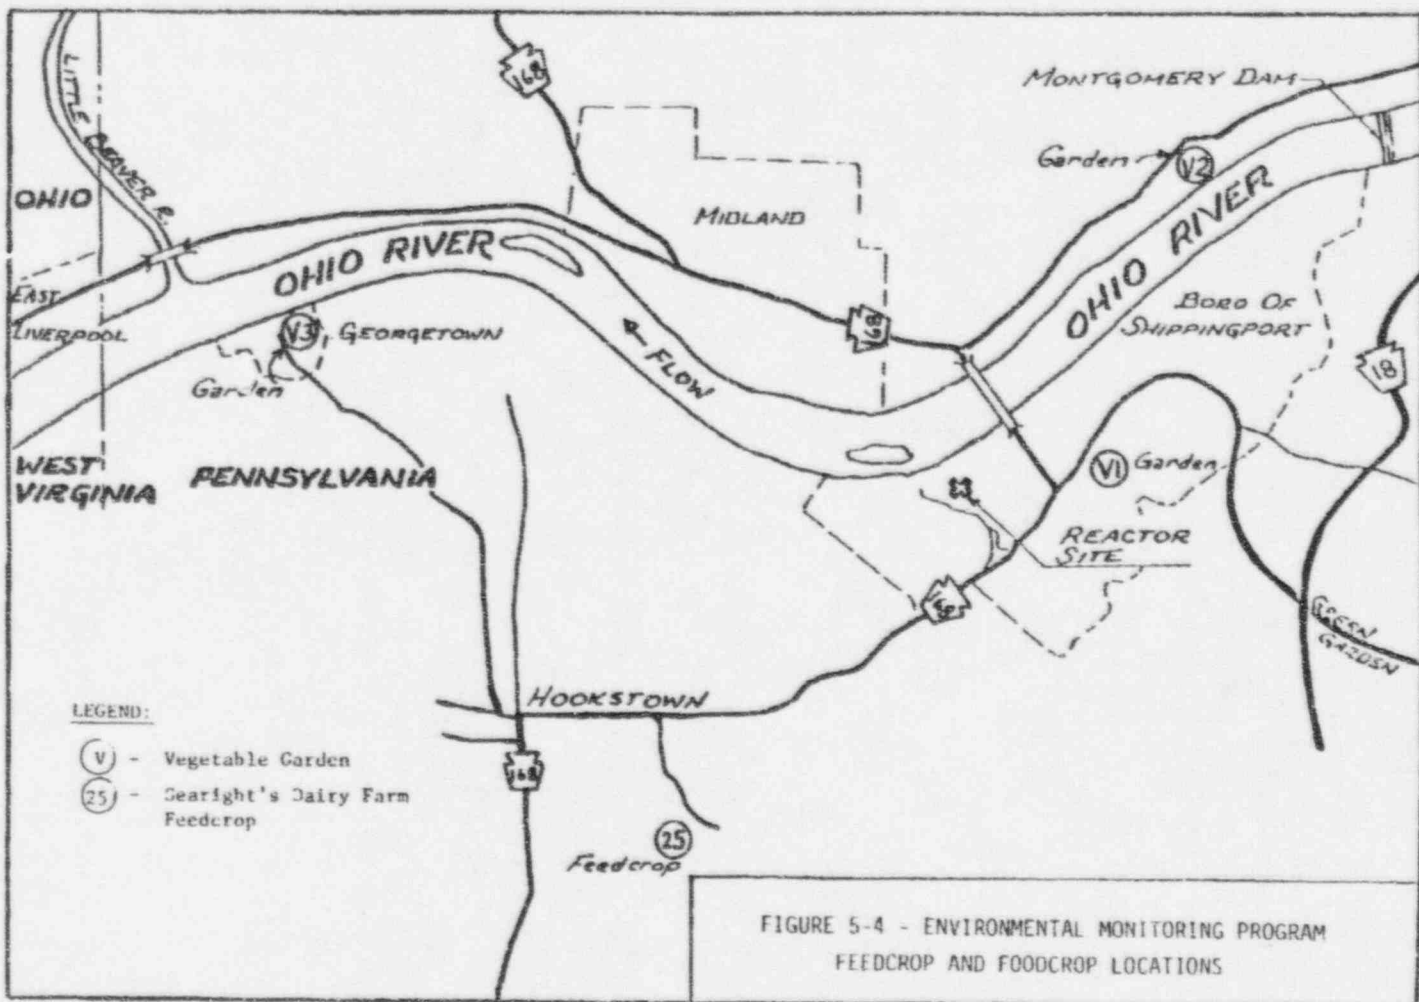 168
MONTGOMERY DAM
LITTLE BEAVER R.
Garden
V2
OHIO
MIDLAND
OHIO RIVER
OHIO RIVER
EAST
LIVERPOOL
V3
GEORGETOWN
Garden
FLOW
168
BORO OF
SHIPPINGPORT
18
WEST
VIRGINIA
PENNSYLVANIA
V1
Garden
REACTOR
SITE
GREEN
GARDEN
HOOKSTOWN
168
LEGEND:
V - Vegetable Garden
25 - Searight's Dairy Farm
Feedcrop
25
Feedcrop
FIGURE 5-4 - ENVIRONMENTAL MONITORING PROGRAM
FEEDCROP AND FOODCROP LOCATIONS